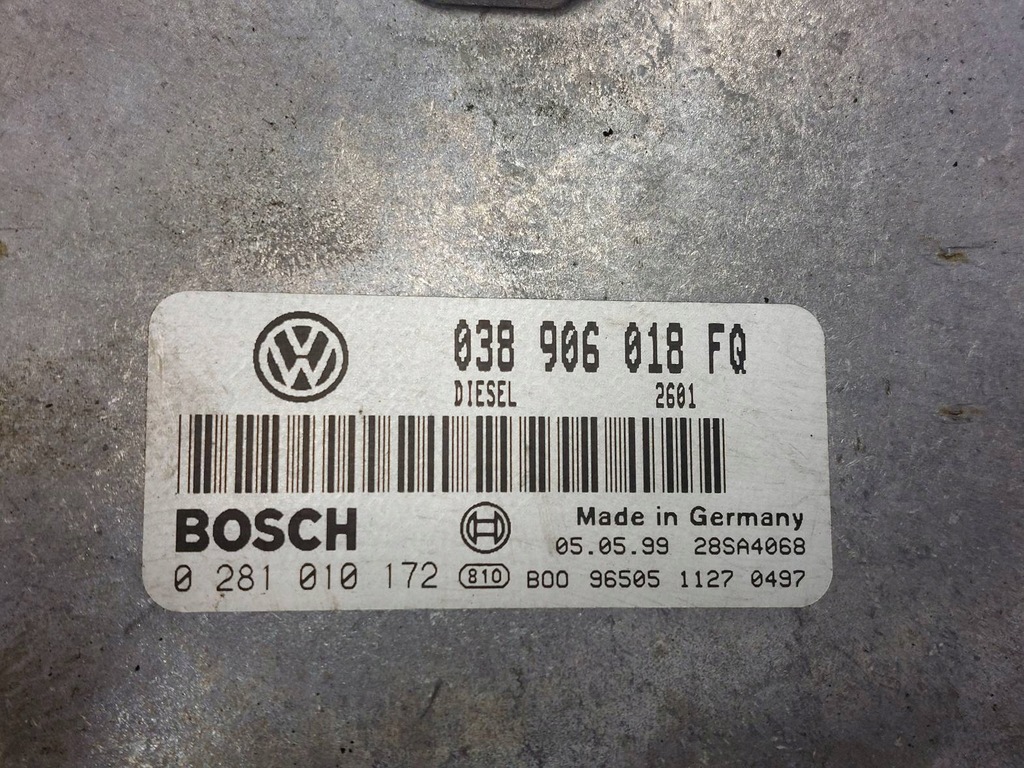 038 906 018 FQ
DIESEL 2601
BOSCH
Made in Germany
05.05.99 28SA4068
0 281 010 172 810 B00 96505 1127 0497